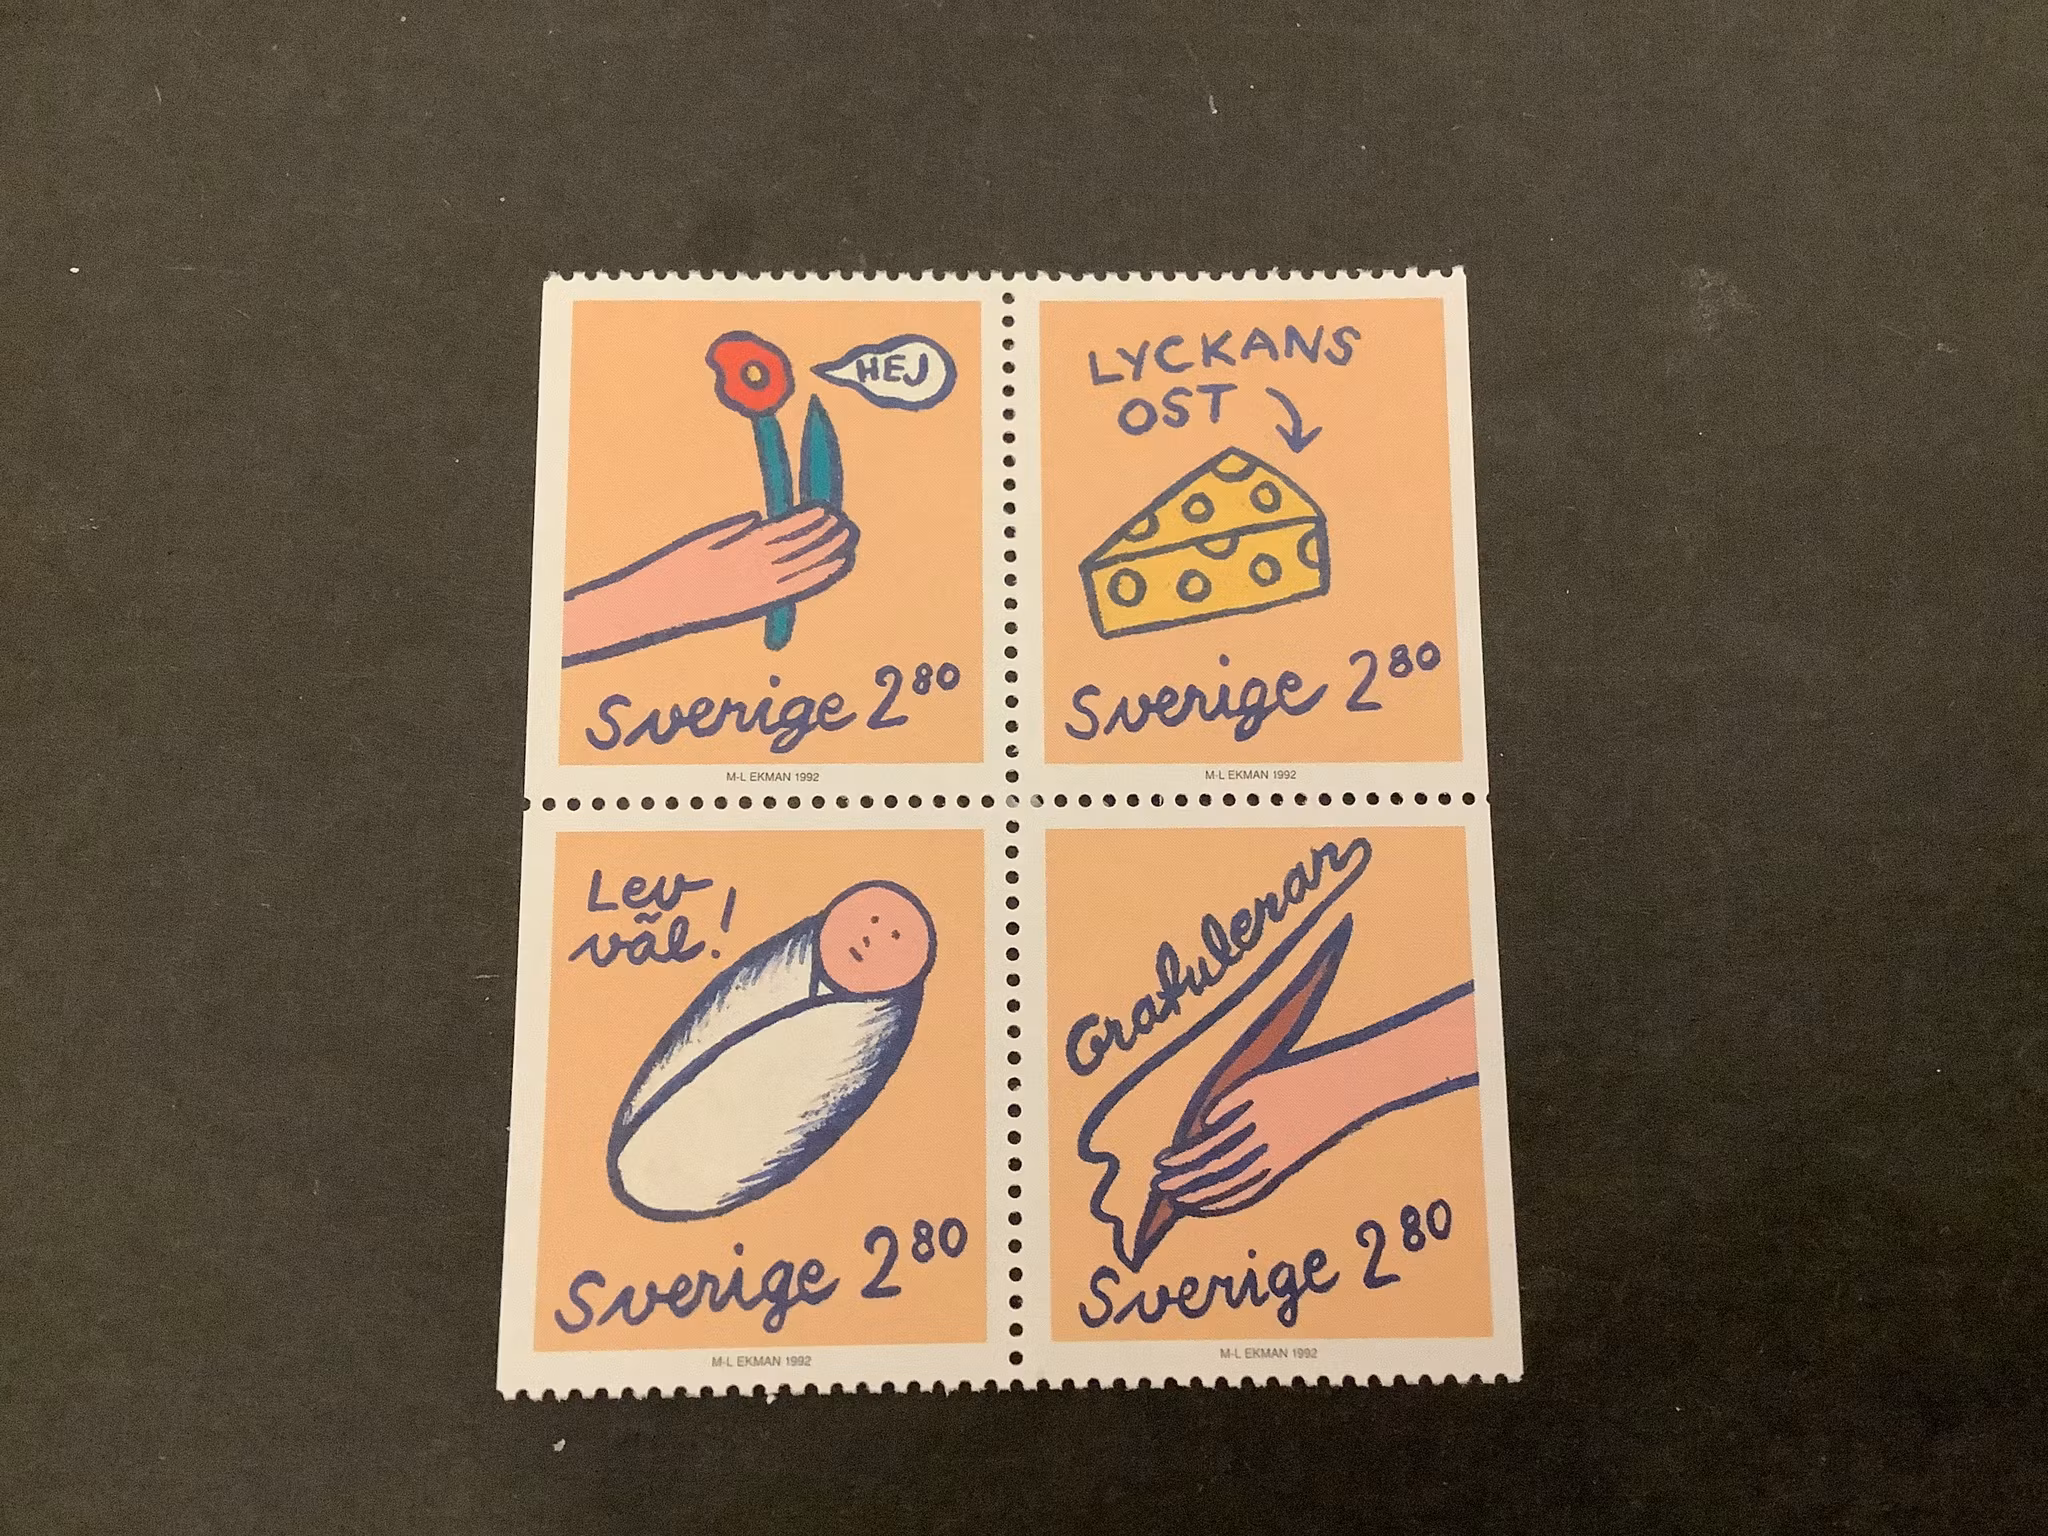 HEJ
Sverige 2 80
M-L EKMAN 1992
LYCKANS
OST
Sverige 2 80
M-L EKMAN 1992
Lev
väl!
Sverige 2 80
M-L EKMAN 1992
Gratulerar
Sverige 2 80
M-L EKMAN 1992